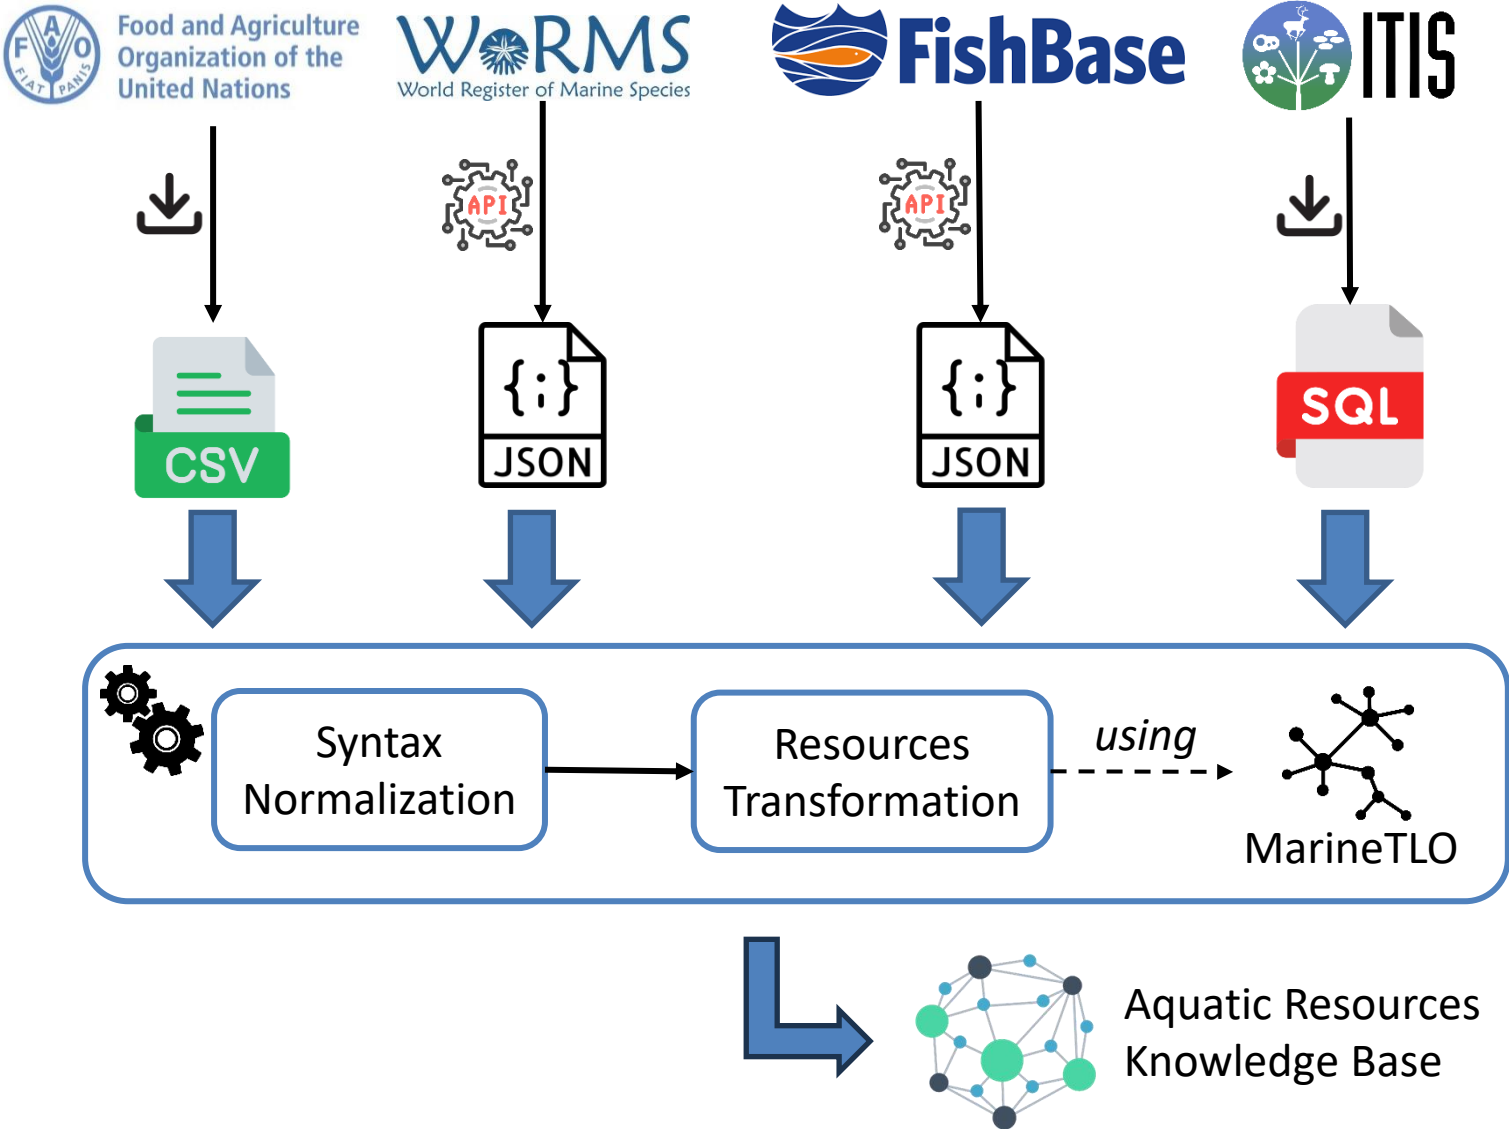 FAO
FIAT PANIS
Food and Agriculture
Organization of the
United Nations
WoRMS
World Register of Marine Species
FishBase
ITIS
API
API
CSV
{;}
JSON
{;}
JSON
SQL
Syntax
Normalization
Resources
Transformation
using
MarineTLO
Aquatic Resources
Knowledge Base